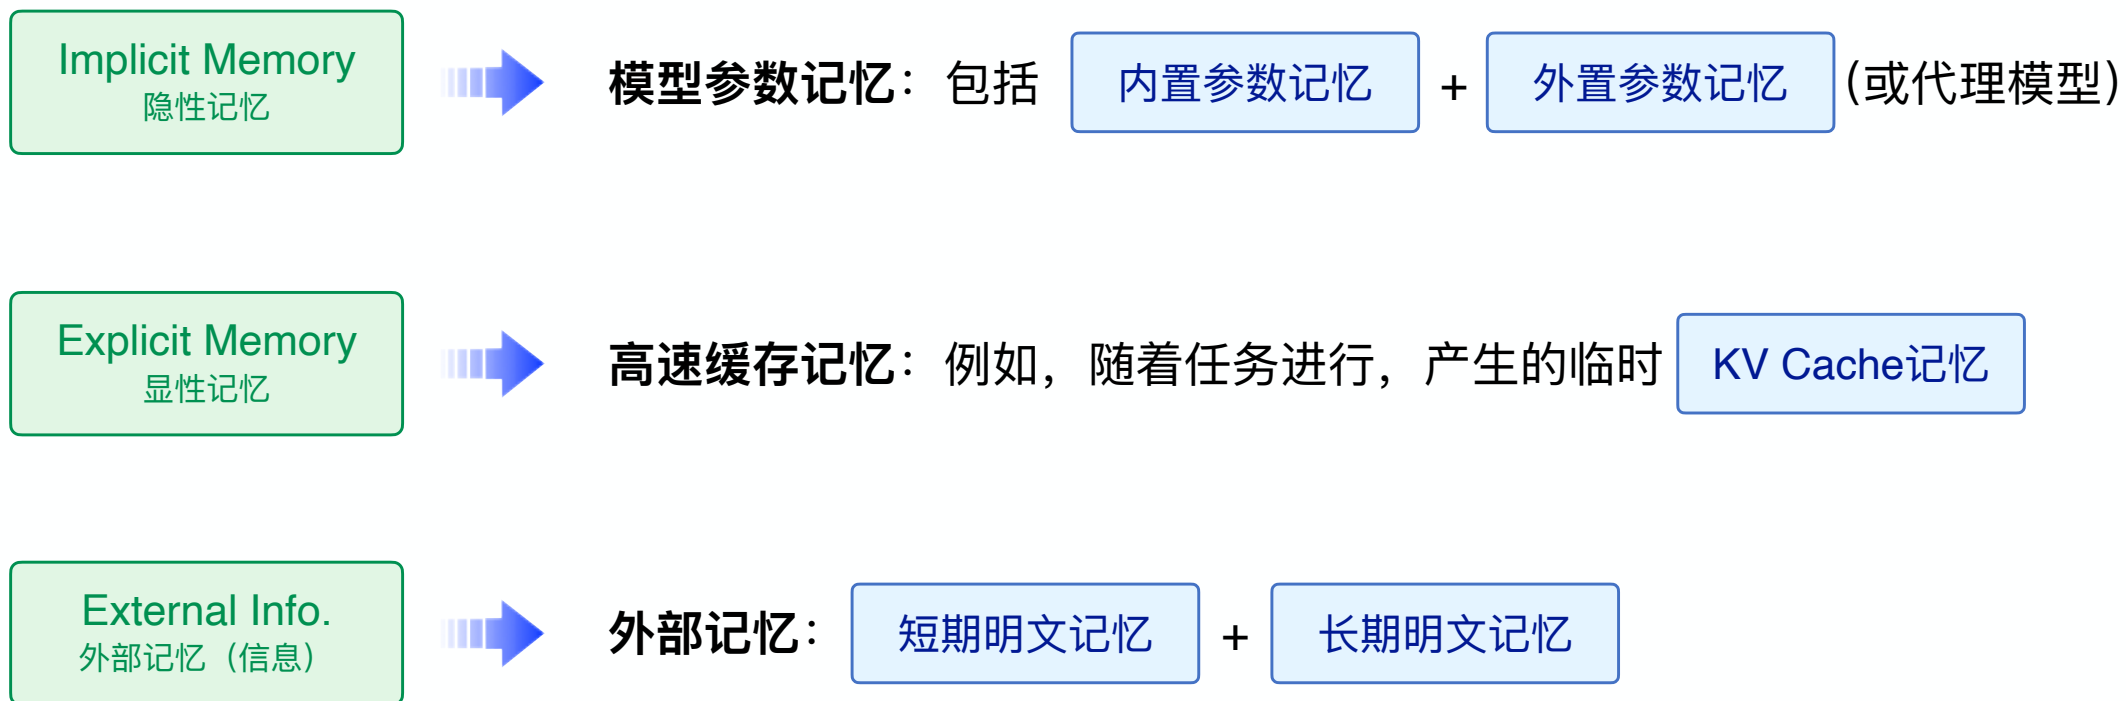 Implicit Memory
隐性记忆
模型参数记忆：包括 内置参数记忆 + 外置参数记忆 (或代理模型)
Explicit Memory
显性记忆
高速缓存记忆：例如，随着任务进行，产生的临时 KV Cache记忆
External Info.
外部记忆（信息）
外部记忆：短期明文记忆 + 长期明文记忆